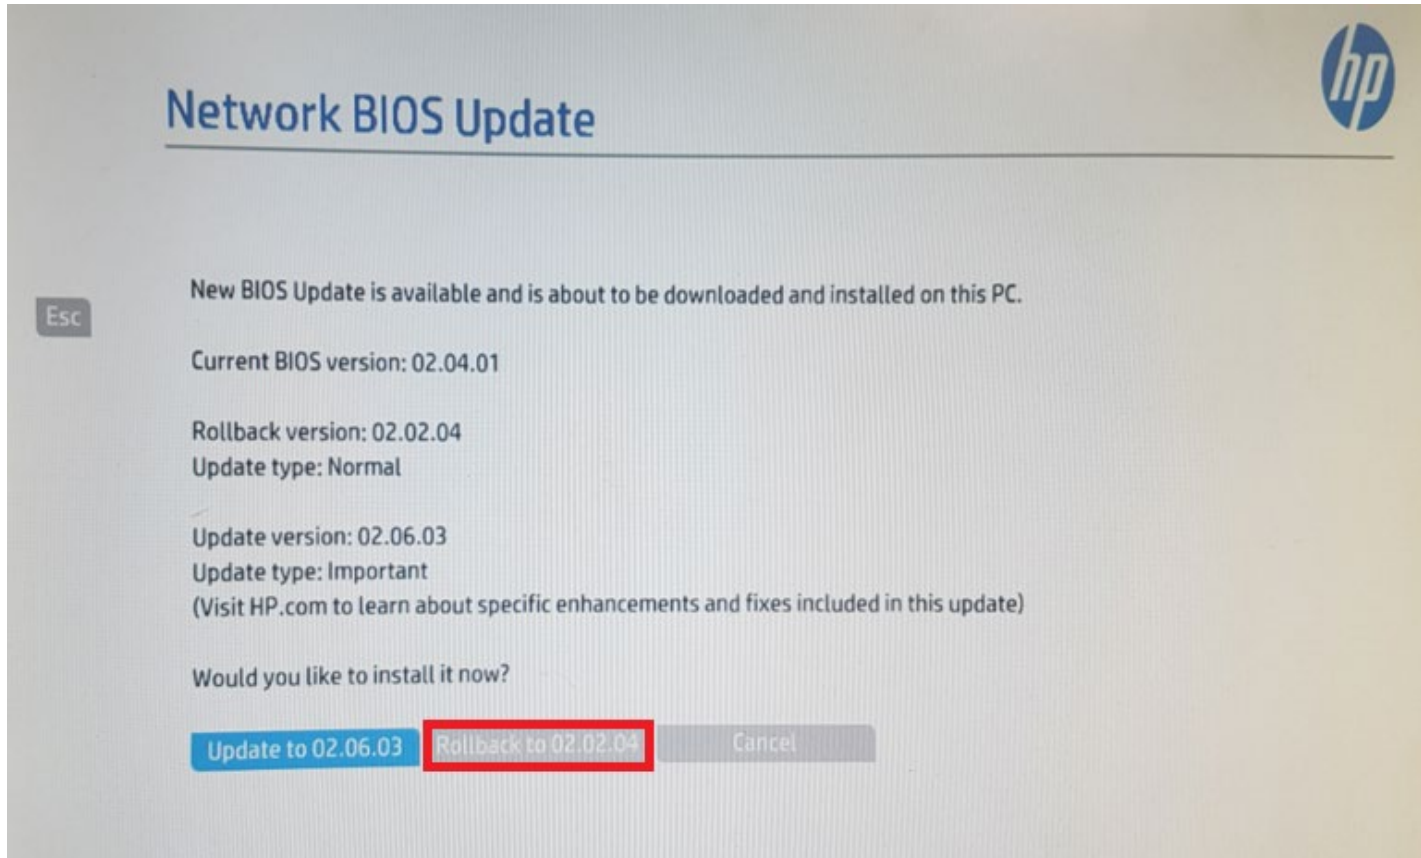 hp
Network BIOS Update
New BIOS Update is available and is about to be downloaded and installed on this PC.
Esc
Current BIOS version: 02.04.01
Rollback version: 02.02.04
Update type: Normal
Update version: 02.06.03
Update type: Important
(Visit HP.com to learn about specific enhancements and fixes included in this update)
Would you like to install it now?
Update to 02.06.03 Rollback to 02.02.04 Cancel